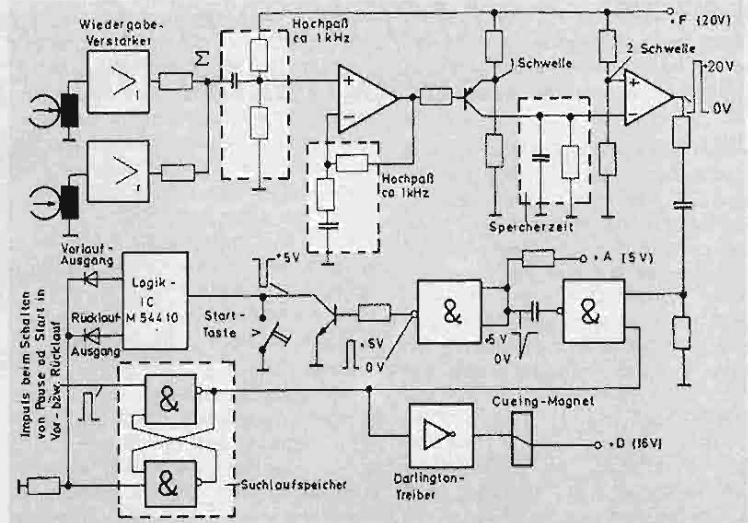 Wiedergabe-
Verstärker
Hochpaß
ca 1kHz
+F (20V)
Σ
l
r
+
−
1 Schwelle
2 Schwelle
+
−
+20V
0V
Hochpaß
ca 1kHz
Speicherzeit
Vorlauf-
Ausgang
Logik-
IC
M 54410
Rücklauf
Ausgang
+5V
Start-
Taste
+5V
0V
&
+A (5V)
+5V
0V
&
Impuls beim Schalten
von Pause od Start in
Vor- bzw. Rücklauf
&
&
Suchlaufspeicher
Cueing-Magnet
+D (16V)
Darlington-
Treiber